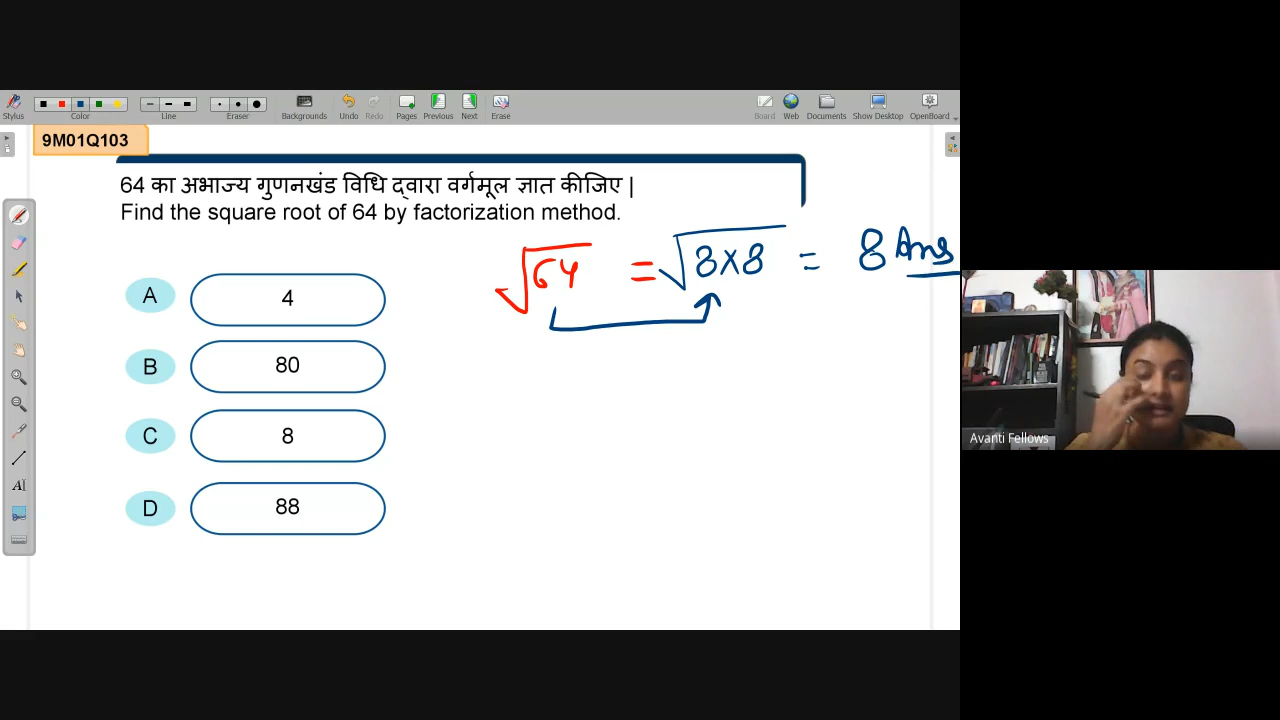 Stylus
Color
Line
Eraser
Backgrounds
Undo
Redo
Pages
Previous
Next
Erase
Board
Web
Documents
Show Desktop
OpenBoard
9M01Q103
64 का अभाज्य गुणनखंड विधि द्वारा वर्गमूल ज्ञात कीजिए |
Find the square root of 64 by factorization method.
√64 = √8×8 = 8 Ans
A 4
B 80
C 8
D 88
Avanti Fellows